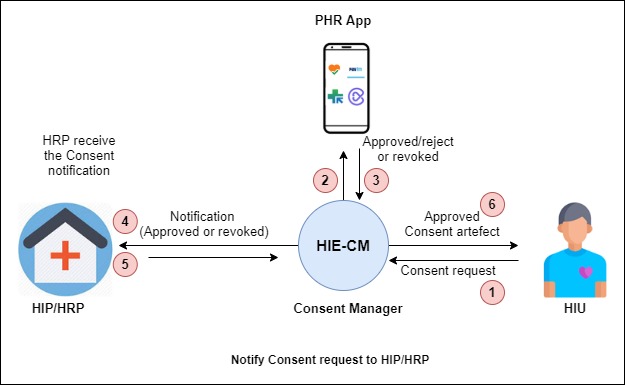 PHR App
HRP receive
the Consent
notification
Approved/reject
or revoked
2
3
4
Notification
(Approved or revoked)
5
HIE-CM
6
Approved
Consent artefect
Consent request
1
HIP/HRP
Consent Manager
HIU
Notify Consent request to HIP/HRP